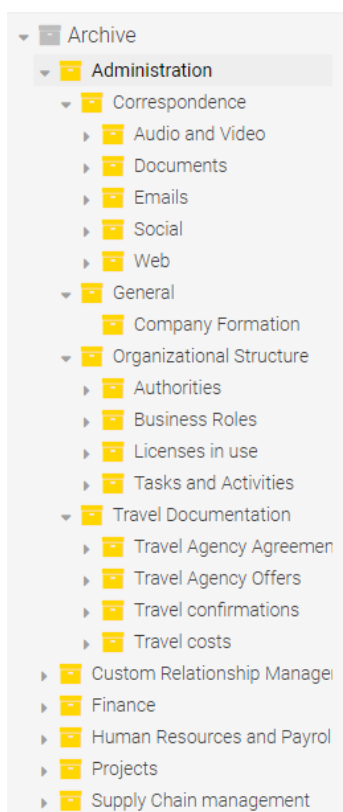 Archive
Administration
Correspondence
Audio and Video
Documents
Emails
Social
Web
General
Company Formation
Organizational Structure
Authorities
Business Roles
Licenses in use
Tasks and Activities
Travel Documentation
Travel Agency Agreemen
Travel Agency Offers
Travel confirmations
Travel costs
Custom Relationship Manage
Finance
Human Resources and Payrol
Projects
Supply Chain management